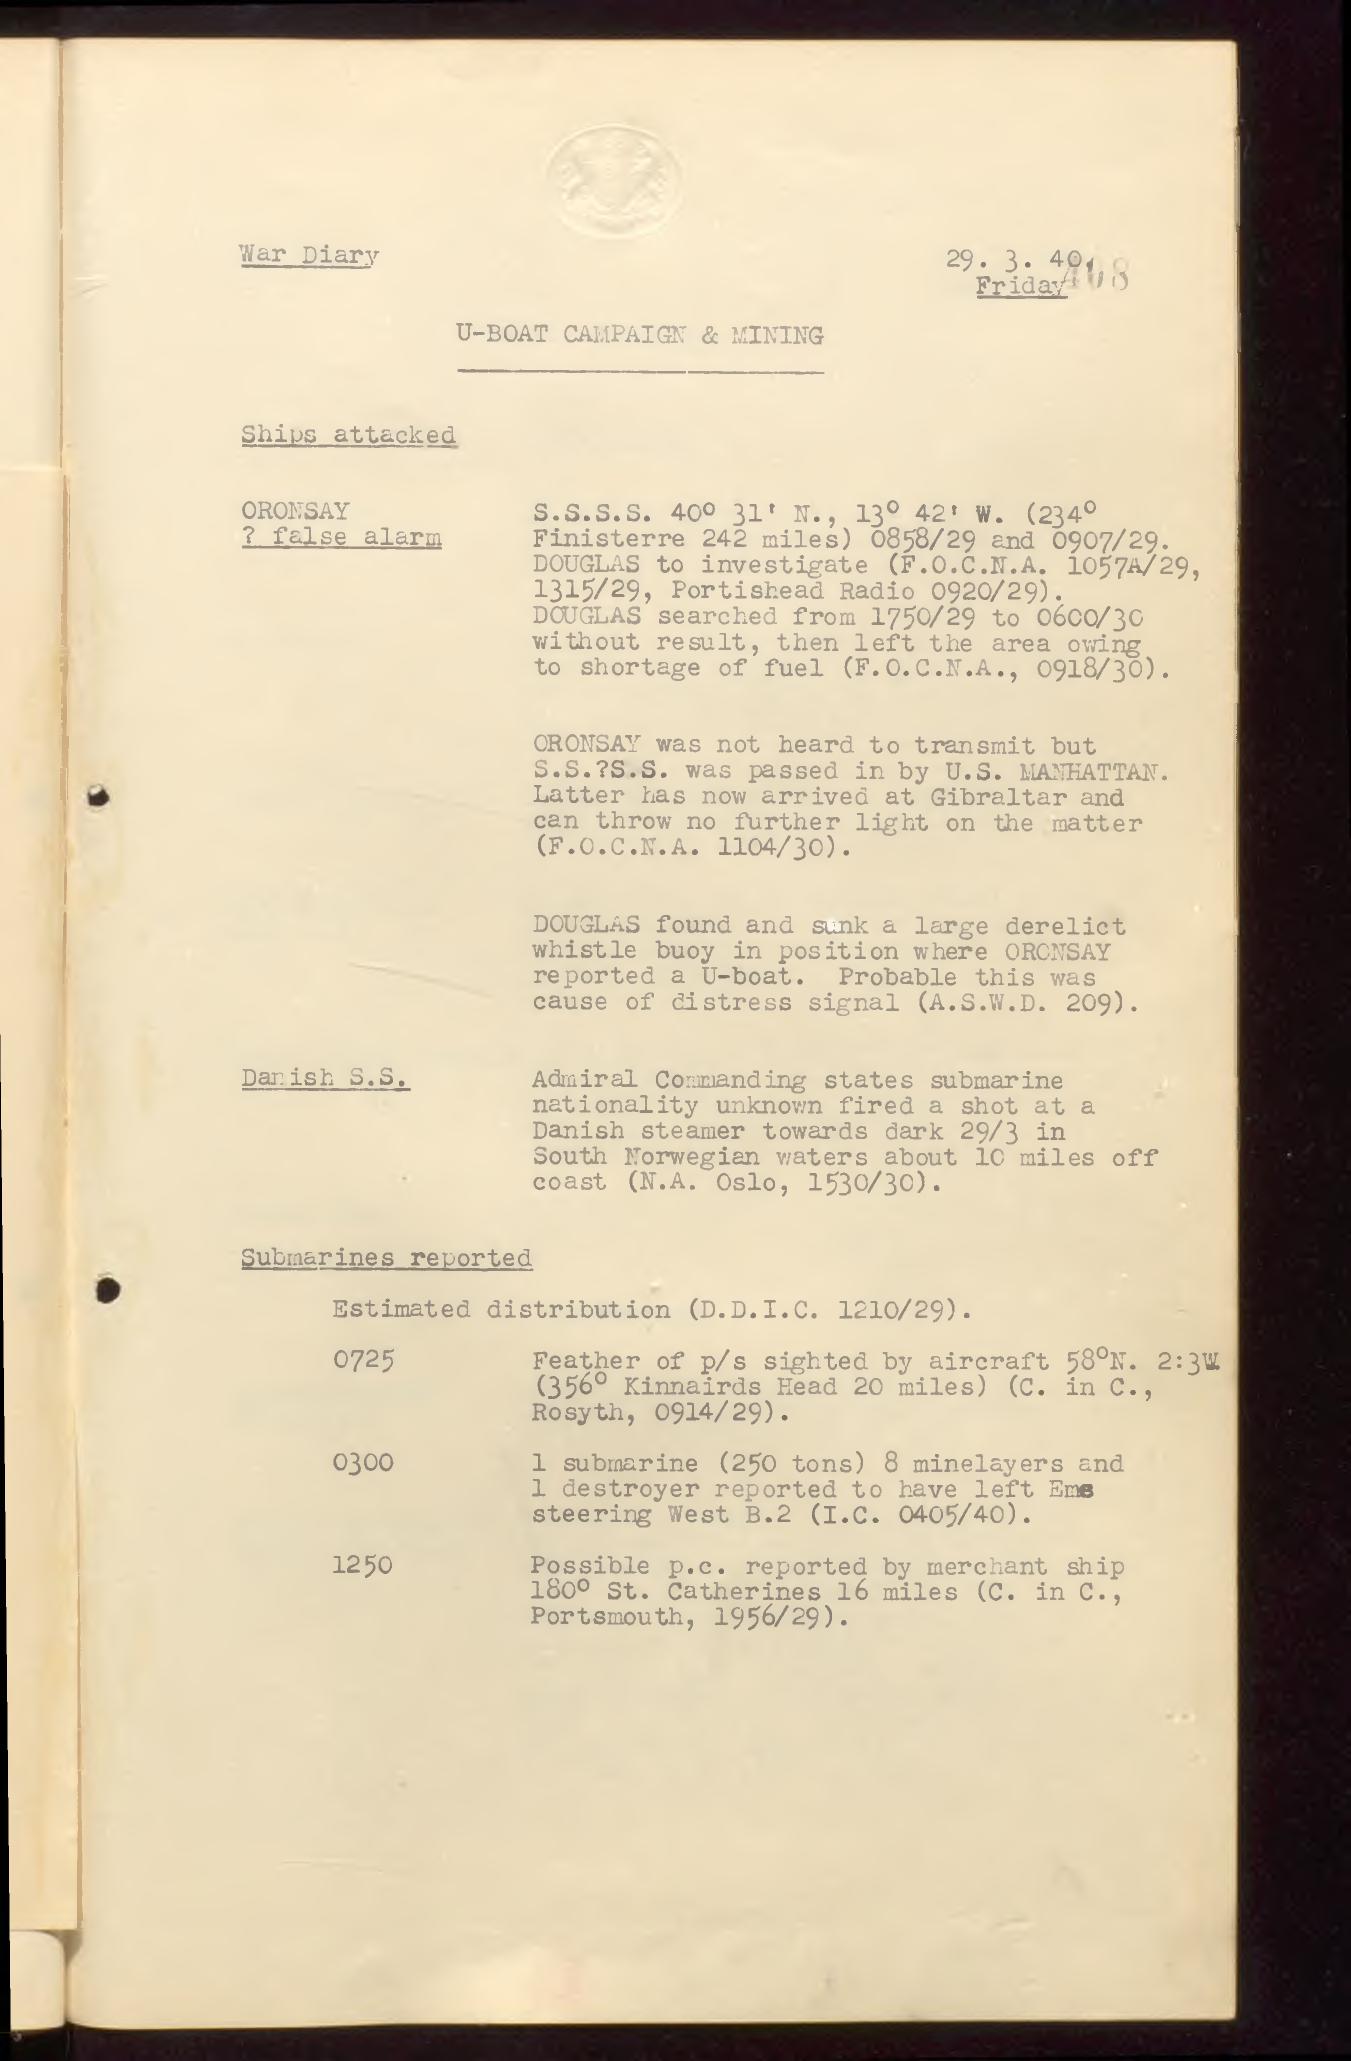 War Diary
29. 3. 40.
Friday
408
U-BOAT CAMPAIGN & MINING
Ships attacked
ORONSAY
? false alarm
S.S.S.S. 40° 31' N., 13° 42' W. (234°
Finisterre 242 miles) 0858/29 and 0907/29.
DOUGLAS to investigate (F.O.C.N.A. 1057A/29,
1315/29, Portishead Radio 0920/29).
DOUGLAS searched from 1750/29 to 0600/30
without result, then left the area owing
to shortage of fuel (F.O.C.N.A., 0918/30).
ORONSAY was not heard to transmit but
S.S.?S.S. was passed in by U.S. MANHATTAN.
Latter has now arrived at Gibraltar and
can throw no further light on the matter
(F.O.C.N.A. 1104/30).
DOUGLAS found and sunk a large derelict
whistle buoy in position where ORONSAY
reported a U-boat. Probable this was
cause of distress signal (A.S.W.D. 209).
Danish S.S.
Admiral Commanding states submarine
nationality unknown fired a shot at a
Danish steamer towards dark 29/3 in
South Norwegian waters about 10 miles off
coast (N.A. Oslo, 1530/30).
Submarines reported
Estimated distribution (D.D.I.C. 1210/29).
0725
Feather of p/s sighted by aircraft 58°N. 2:3W.
(356° Kinnairds Head 20 miles) (C. in C.,
Rosyth, 0914/29).
0300
1 submarine (250 tons) 8 minelayers and
1 destroyer reported to have left Ems
steering West B.2 (I.C. 0405/40).
1250
Possible p.c. reported by merchant ship
180° St. Catherines 16 miles (C. in C.,
Portsmouth, 1956/29).